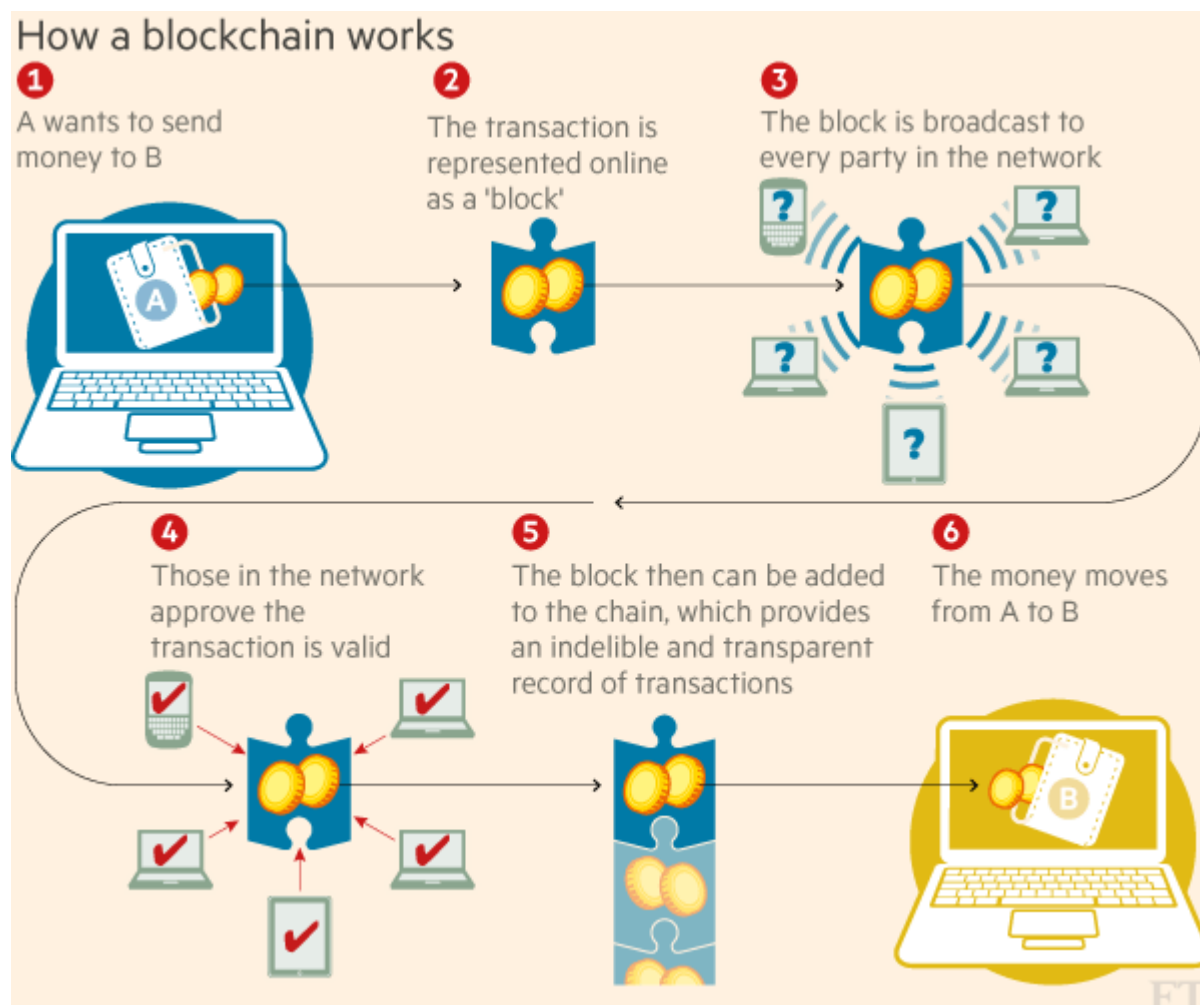 How a blockchain works
1
A wants to send
money to B
2
The transaction is
represented online
as a 'block'
3
The block is broadcast to
every party in the network
A
?
?
?
?
?
4
Those in the network
approve the
transaction is valid
5
The block then can be added
to the chain, which provides
an indelible and transparent
record of transactions
6
The money moves
from A to B
B
FT